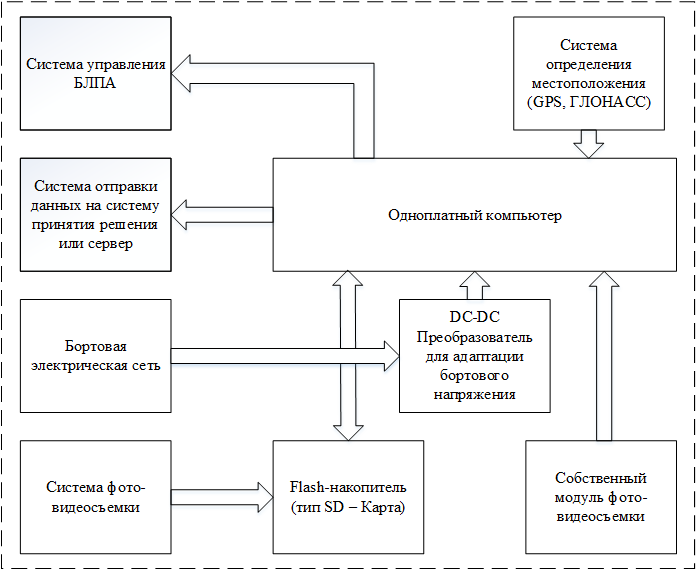 Система управления
БЛПА
Система
определения
местоположения
(GPS, ГЛОНАСС)
Система отправки
данных на систему
принятия решения
или сервер
Одноплатный компьютер
Бортовая
электрическая сеть
DC-DC
Преобразователь
для адаптации
бортового
напряжения
Система фото-
видеосъемки
Flash-накопитель
(тип SD – Карта)
Собственный
модуль фото-
видеосъемки